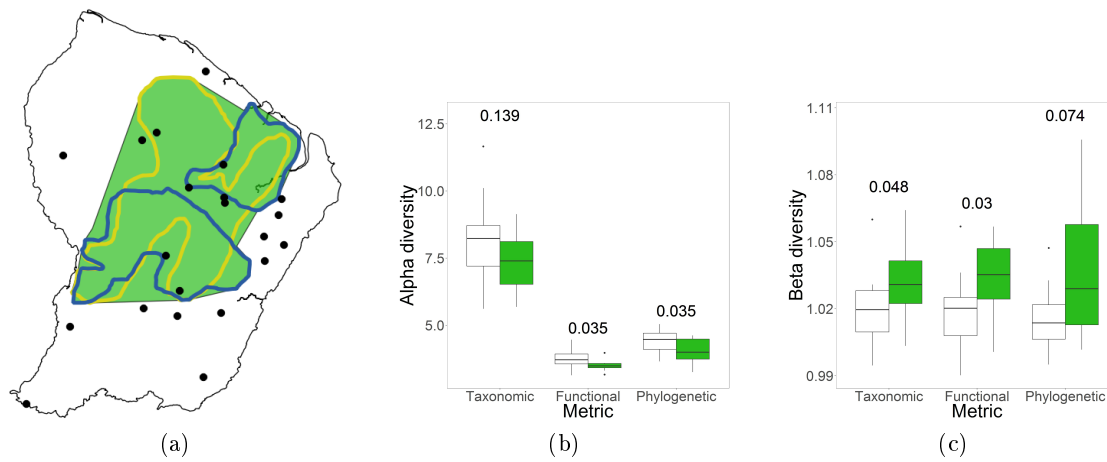 12.5
10.0
7.5
5.0
Alpha diversity
0.139
0.035
0.035
Taxonomic
Functional
Phylogenetic
Metric
1.11
1.08
1.05
1.02
0.99
Beta diversity
0.048
0.03
0.074
Taxonomic
Functional
Phylogenetic
Metric
(a)
(b)
(c)